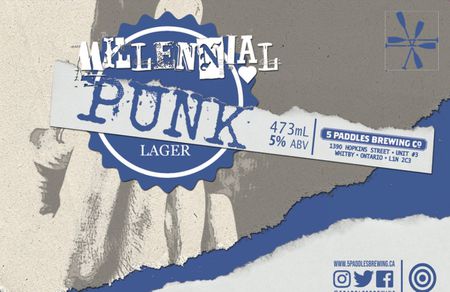 MILLENNIAL
PUNK
LAGER
473mL
5% ABV
5 PADDLES BREWING CO
1390 HOPKINS STREET • UNIT #3
WHITBY • ONTARIO • L1N 2C3
WWW.5PADDLESBREWING.CA
@5PADDLESBREWING